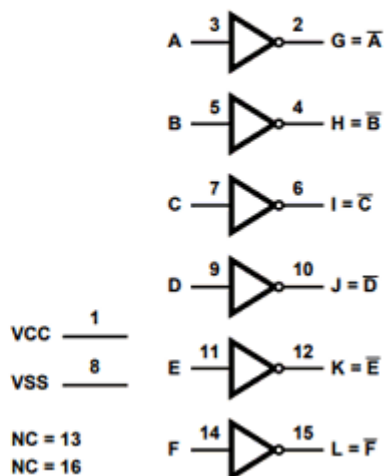 A 3 2 G = A̅
B 5 4 H = B̅
C 7 6 I = C̅
D 9 10 J = D̅
VCC 1
E 11 12 K = E̅
VSS 8
F 14 15 L = F̅
NC = 13
NC = 16